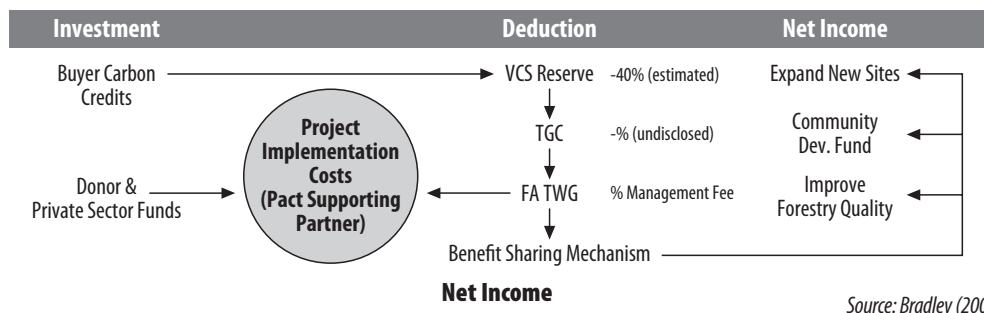 Investment Deduction Net Income
Buyer Carbon
Credits
VCS Reserve -40% (estimated) Expand New Sites
Project
Implementation
Costs
(Pact Supporting
Partner)
TGC -% (undisclosed)
Community
Dev. Fund
Donor &
Private Sector Funds
FA TWG % Management Fee
Improve
Forestry Quality
Benefit Sharing Mechanism
Net Income
Source: Bradley (200